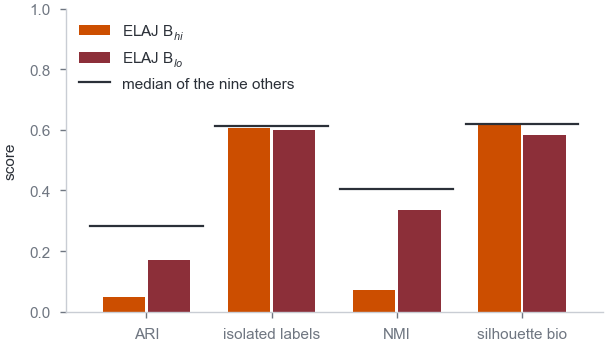 1.0
0.8
0.6
0.4
0.2
0.0
score
ELAJ B_hi
ELAJ B_lo
median of the nine others
ARI
isolated labels
NMI
silhouette bio